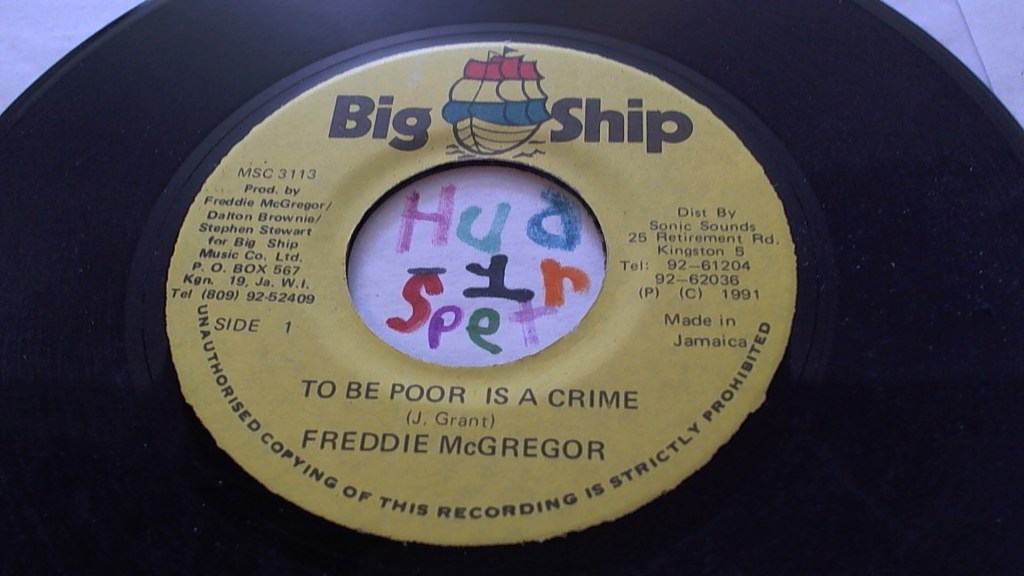 Big Ship
MSC 3113
Prod. by
Freddie McGregor/
Dalton Brownie/
Stephen Stewart
for Big Ship
Music Co. Ltd.
P. O. BOX 567
Kgn. 19, Ja. W.I.
Tel (809) 92-52409
SIDE 1
Hud
-1r
Spet
Dist By
Sonic Sounds
25 Retirement Rd.
Kingston 5
Tel: 92-61204
92-62036
(P) (C) 1991
Made in
Jamaica
TO BE POOR IS A CRIME
(J. Grant)
FREDDIE McGREGOR
UNAUTHORISED COPYING OF THIS RECORDING IS STRICTLY PROHIBITED